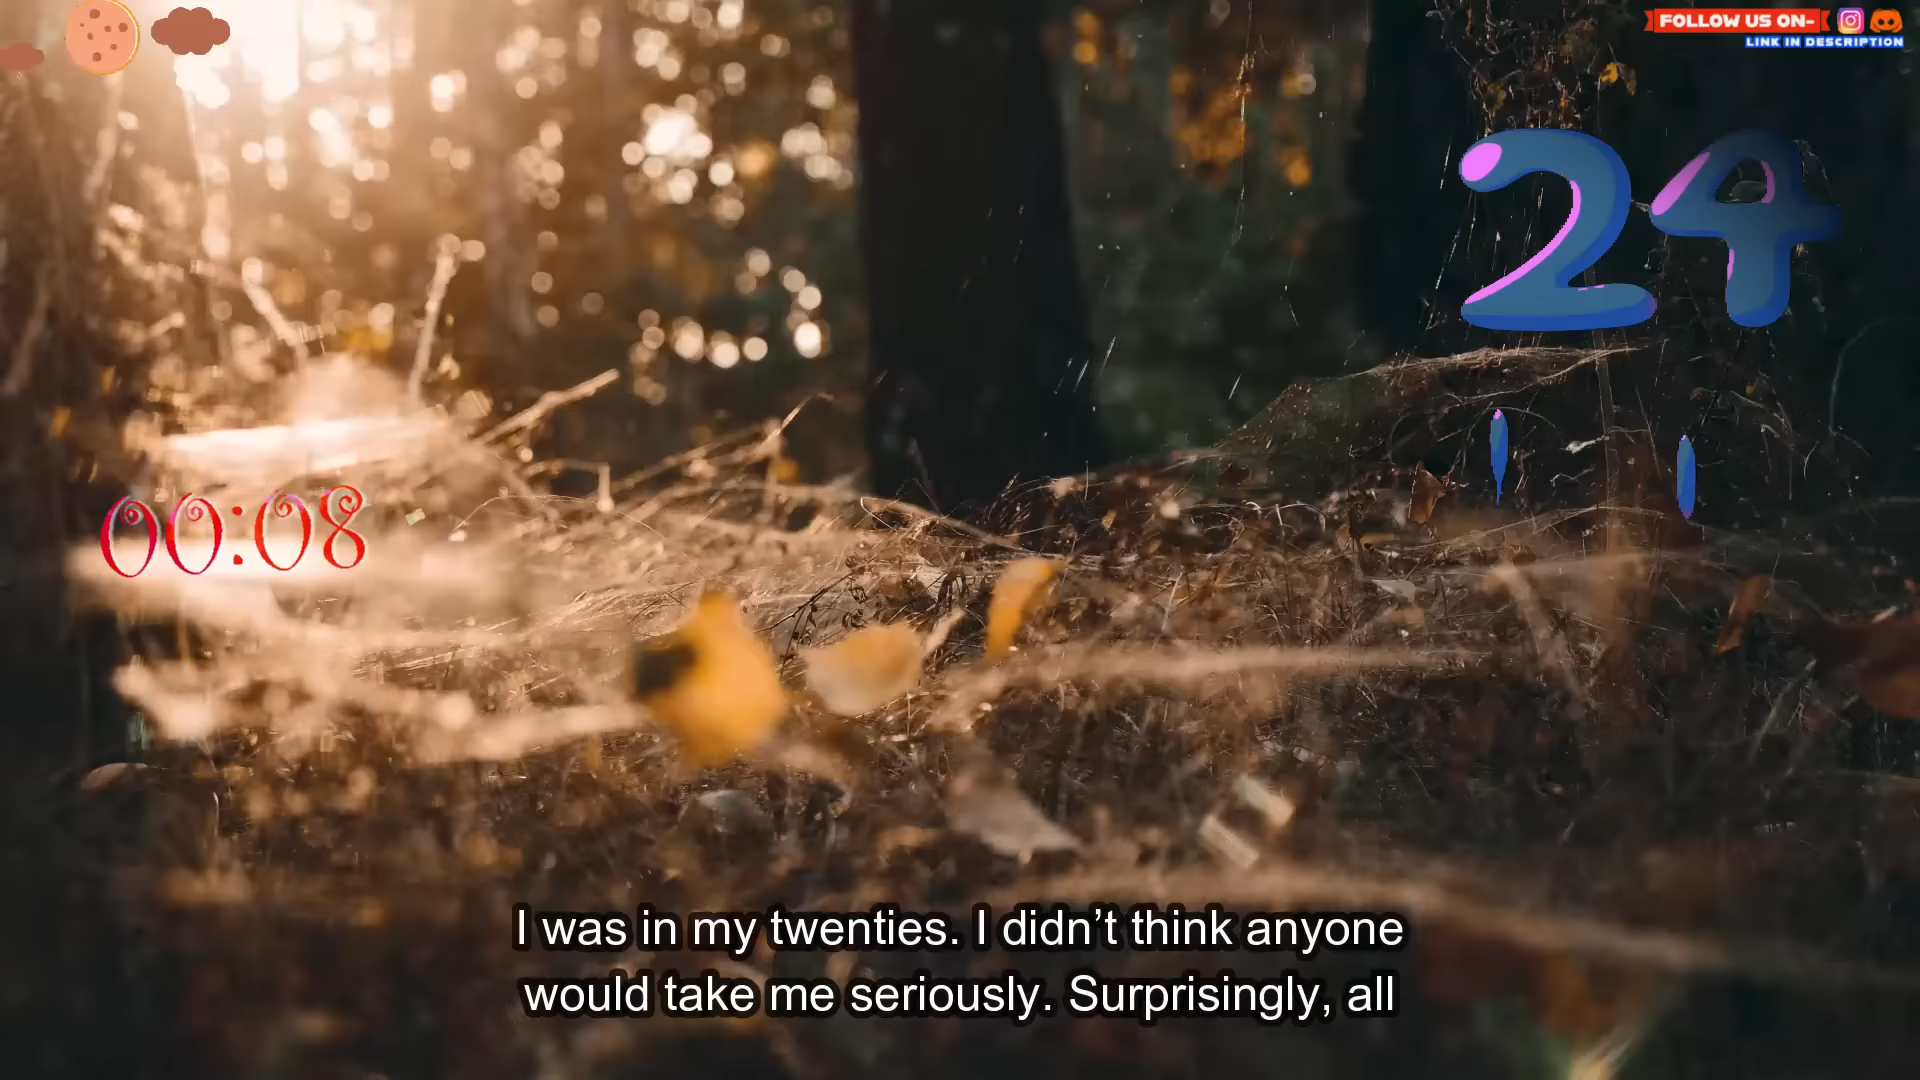 FOLLOW US ON-
LINK IN DESCRIPTION
24
00:08
I was in my twenties. I didn’t think anyone
would take me seriously. Surprisingly, all